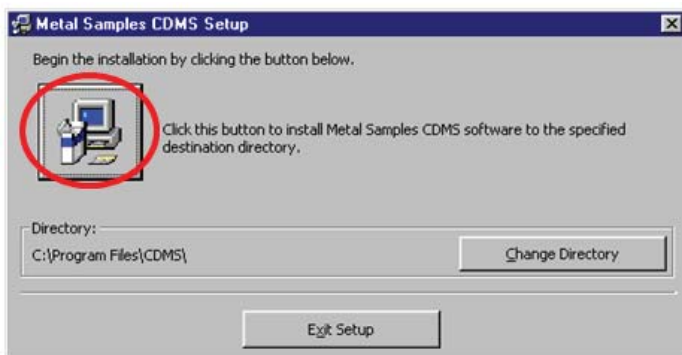 Metal Samples CDMS Setup
Begin the installation by clicking the button below.
Click this button to install Metal Samples CDMS software to the specified
destination directory.
Directory:
C:\Program Files\CDMS\
Change Directory
Exit Setup